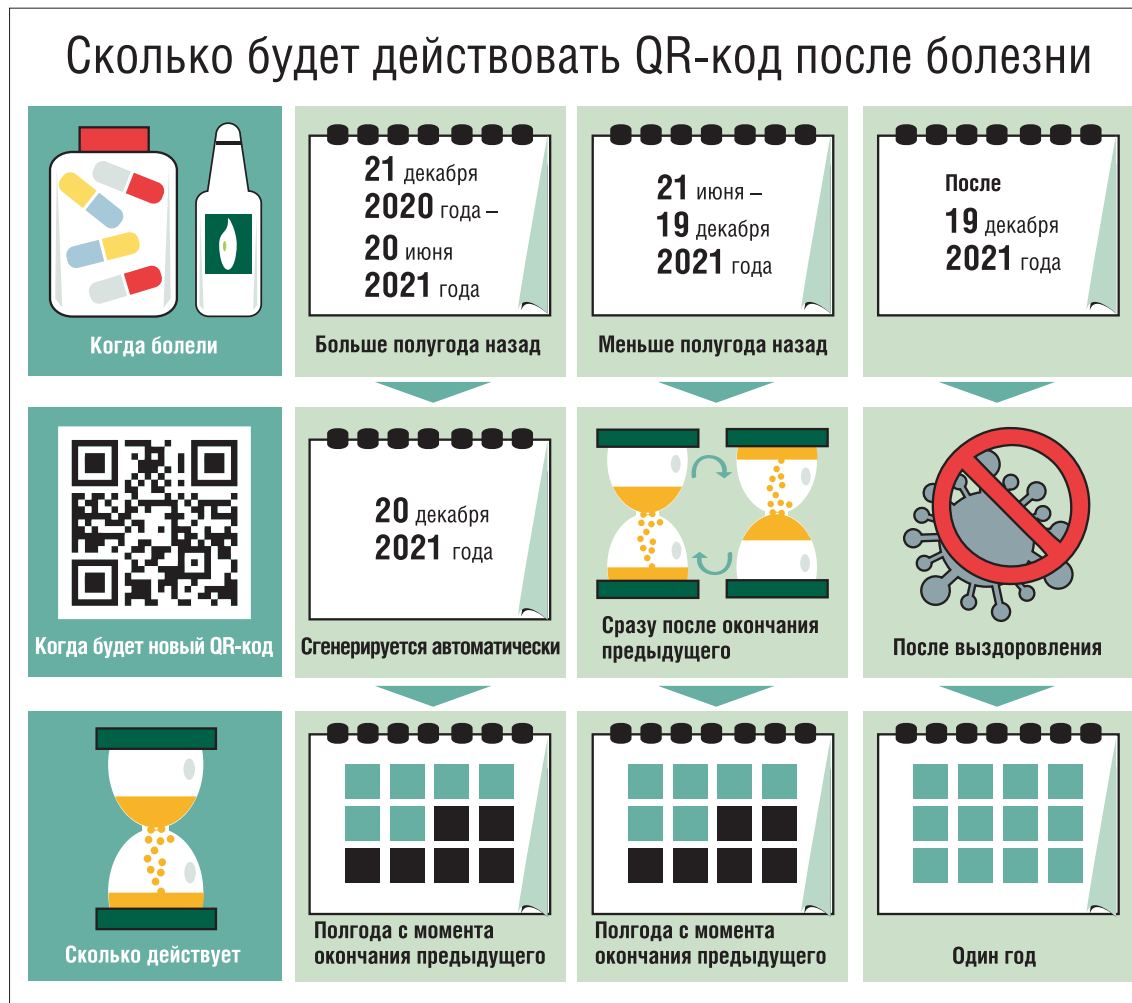 Сколько будет действовать QR-код после болезни
Когда болели
21 декабря
2020 года –
20 июня
2021 года
Больше полугода назад
21 июня –
19 декабря
2021 года
Меньше полугода назад
После
19 декабря
2021 года
Когда будет новый QR-код
20 декабря
2021 года
Сгенерируется автоматически
Сразу после окончания
предыдущего
После выздоровления
Сколько действует
Полгода с момента
окончания предыдущего
Полгода с момента
окончания предыдущего
Один год